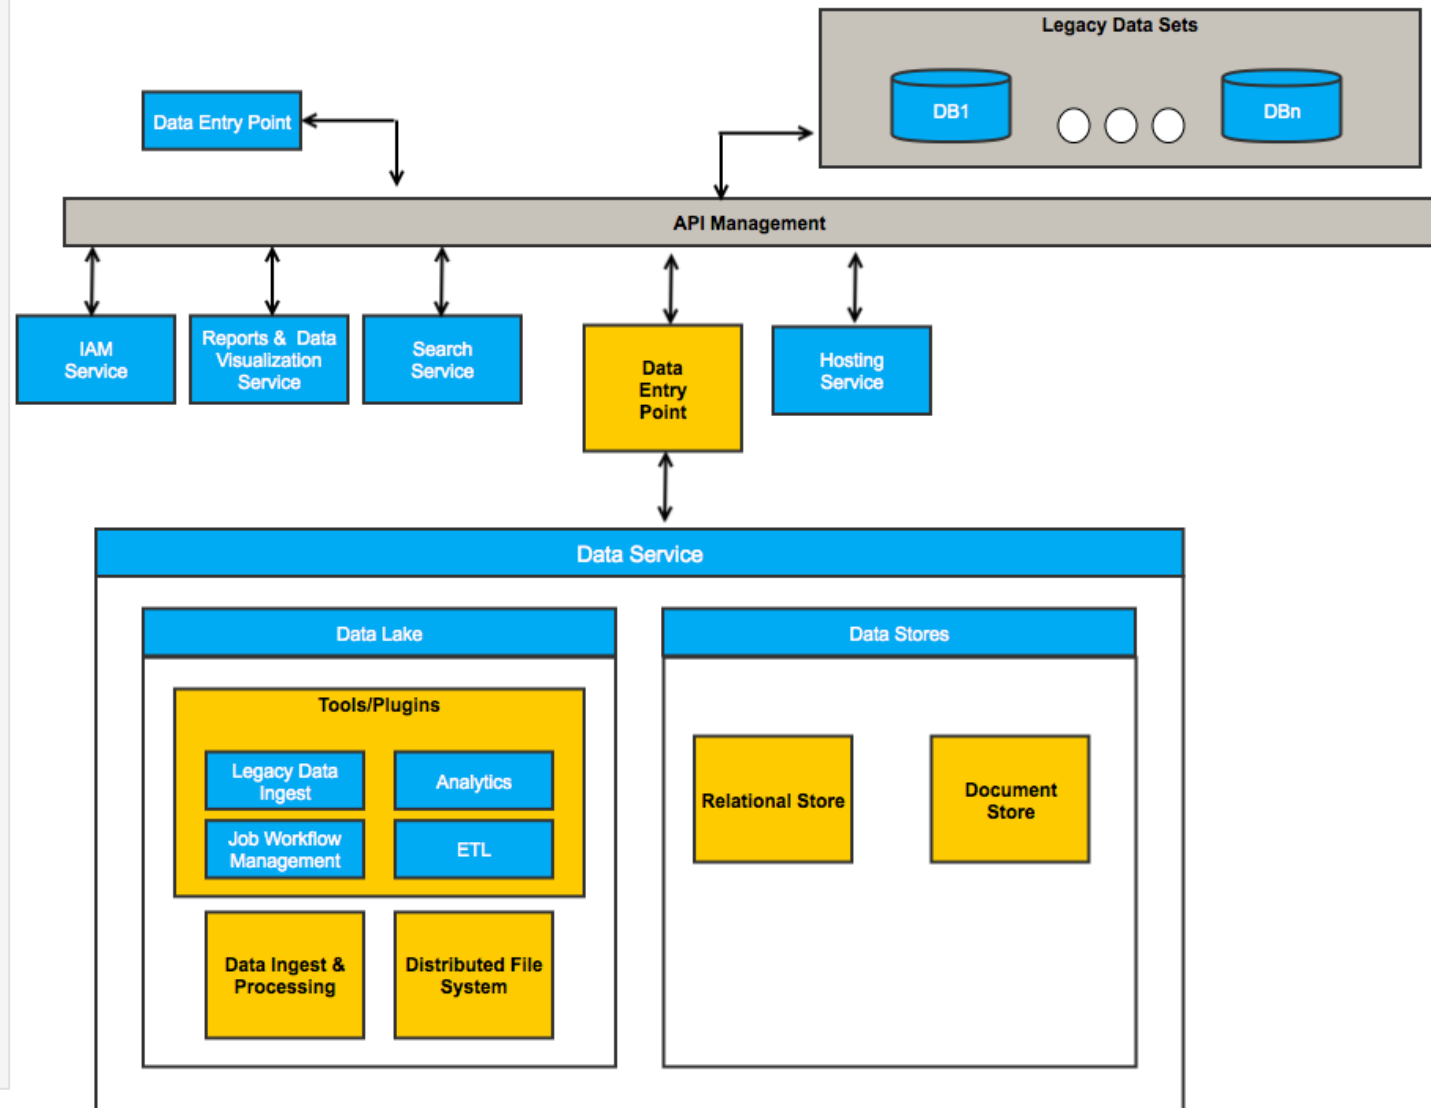 Legacy Data Sets
DB1
DBn
Data Entry Point
API Management
IAM
Service
Reports & Data
Visualization
Service
Search
Service
Data
Entry
Point
Hosting
Service
Data Service
Data Lake
Data Stores
Tools/Plugins
Legacy Data
Ingest
Analytics
Job Workflow
Management
ETL
Relational Store
Document
Store
Data Ingest &
Processing
Distributed File
System